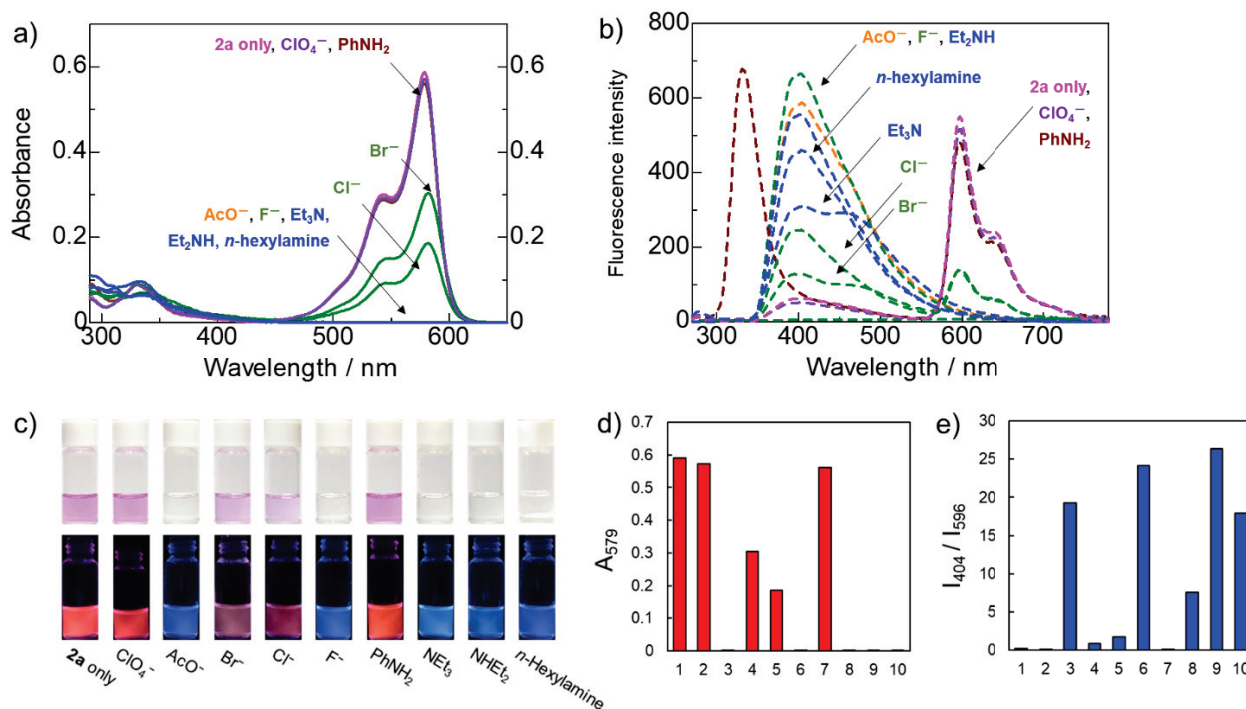 a)
2a only, ClO₄⁻, PhNH₂
Br⁻
Cl⁻
AcO⁻, F⁻, Et₃N,
Et₂NH, n-hexylamine
Absorbance
0.6
0.4
0.2
0
0.6
0.4
0.2
0
300 400 500 600
Wavelength / nm
b)
AcO⁻, F⁻, Et₂NH
n-hexylamine
Et₃N
Cl⁻
Br⁻
2a only,
ClO₄⁻,
PhNH₂
Fluorescence intensity
800
700
600
500
400
300
200
100
0
300 400 500 600 700
Wavelength / nm
c)
2a only
ClO₄⁻
AcO⁻
Br⁻
Cl⁻
F⁻
PhNH₂
NEt₃
NHEt₂
n-Hexylamine
d)
A₅₇₉
0.7
0.6
0.5
0.4
0.3
0.2
0.1
0
1 2 3 4 5 6 7 8 9 10
e)
I₄₀₄ / I₅₉₆
30
25
20
15
10
5
0
1 2 3 4 5 6 7 8 9 10